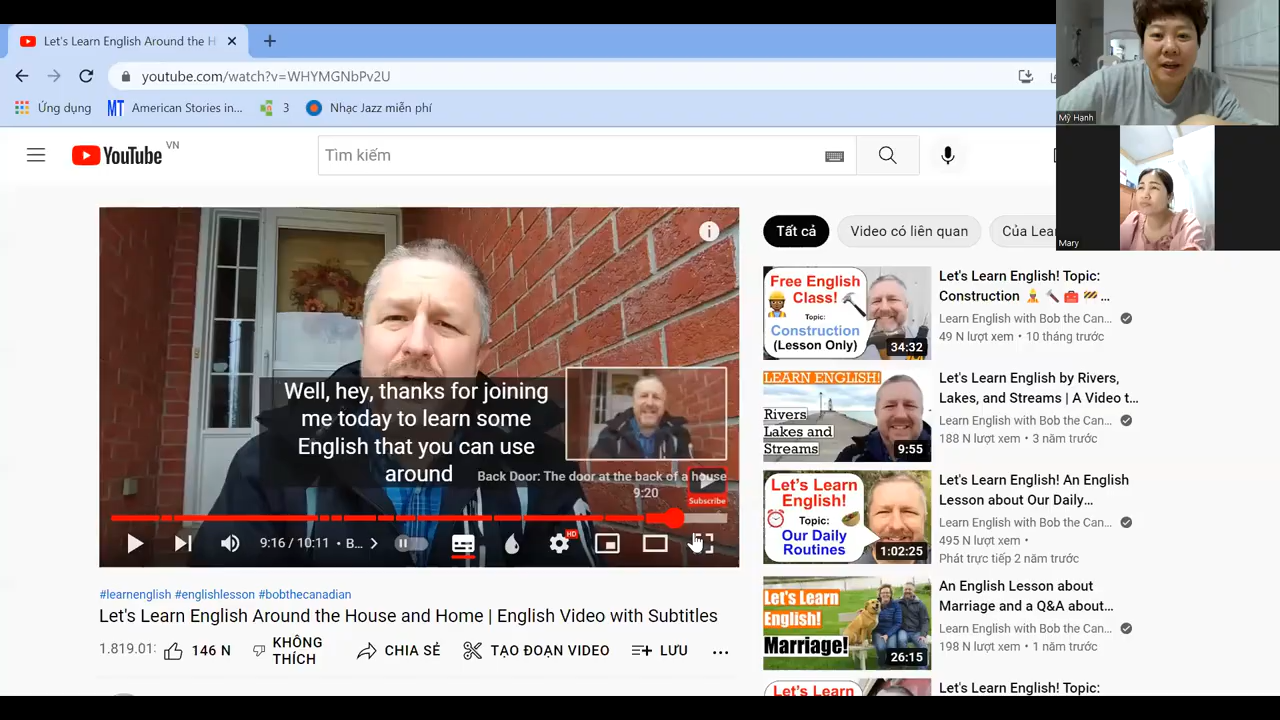 Let's Learn English Around the H
youtube.com/watch?v=WHYMGNbPv2U
Ứng dụng
MT American Stories in...
3
Nhạc Jazz miễn phí
Mỹ Hạnh
Mary
YouTube VN
Tìm kiếm
Tất cả
Video có liên quan
Của Lea
Well, hey, thanks for joining
me today to learn some
English that you can use
around
Back Door: The door at the back of a house
9:20
Subscribe
9:16 / 10:11 • B...
HD
#learnenglish #englishlesson #bobthecanadian
Let's Learn English Around the House and Home | English Video with Subtitles
1.819.01
146 N
KHÔNG
THÍCH
CHIA SẺ
TẠO ĐOẠN VIDEO
LƯU
Free English
Class!
Topic:
Construction
(Lesson Only)
34:32
Let's Learn English! Topic:
Construction ...
Learn English with Bob the Can...
49 N lượt xem • 10 tháng trước
LEARN ENGLISH!
Rivers
Lakes and
Streams
9:55
Let's Learn English by Rivers,
Lakes, and Streams | A Video t...
Learn English with Bob the Can...
188 N lượt xem • 3 năm trước
Let's Learn
English!
Topic:
Our Daily
Routines
1:02:25
Let's Learn English! An English
Lesson about Our Daily...
Learn English with Bob the Can...
495 N lượt xem •
Phát trực tiếp 2 năm trước
Let's Learn
English!
Marriage!
26:15
An English Lesson about
Marriage and a Q&A about...
Learn English with Bob the Can...
198 N lượt xem • 1 năm trước
Let's Learn
Let's Learn English! Topic: